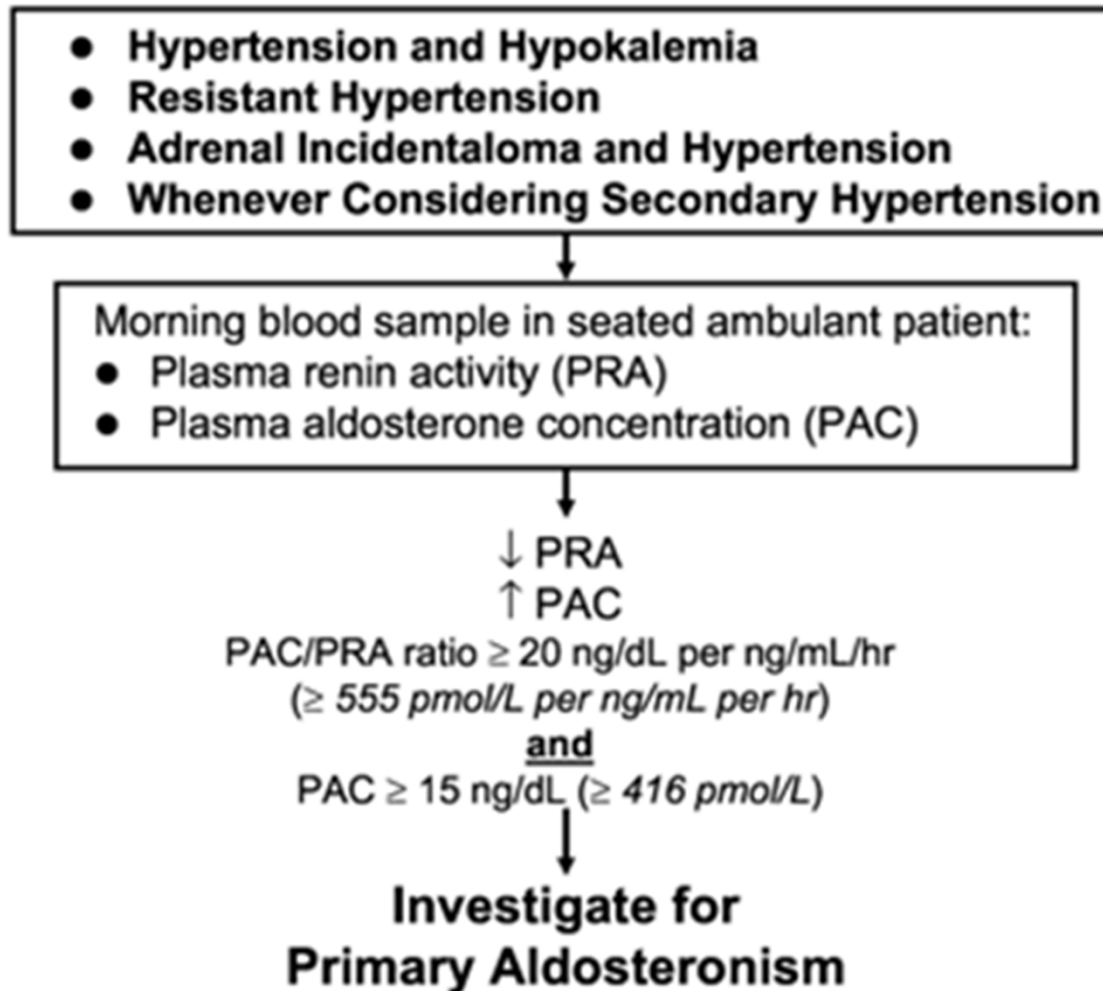 ● Hypertension and Hypokalemia
● Resistant Hypertension
● Adrenal Incidentaloma and Hypertension
● Whenever Considering Secondary Hypertension
Morning blood sample in seated ambulant patient:
● Plasma renin activity (PRA)
● Plasma aldosterone concentration (PAC)
↓ PRA
↑ PAC
PAC/PRA ratio ≥ 20 ng/dL per ng/mL/hr
(≥ 555 pmol/L per ng/mL per hr)
and
PAC ≥ 15 ng/dL (≥ 416 pmol/L)
Investigate for
Primary Aldosteronism